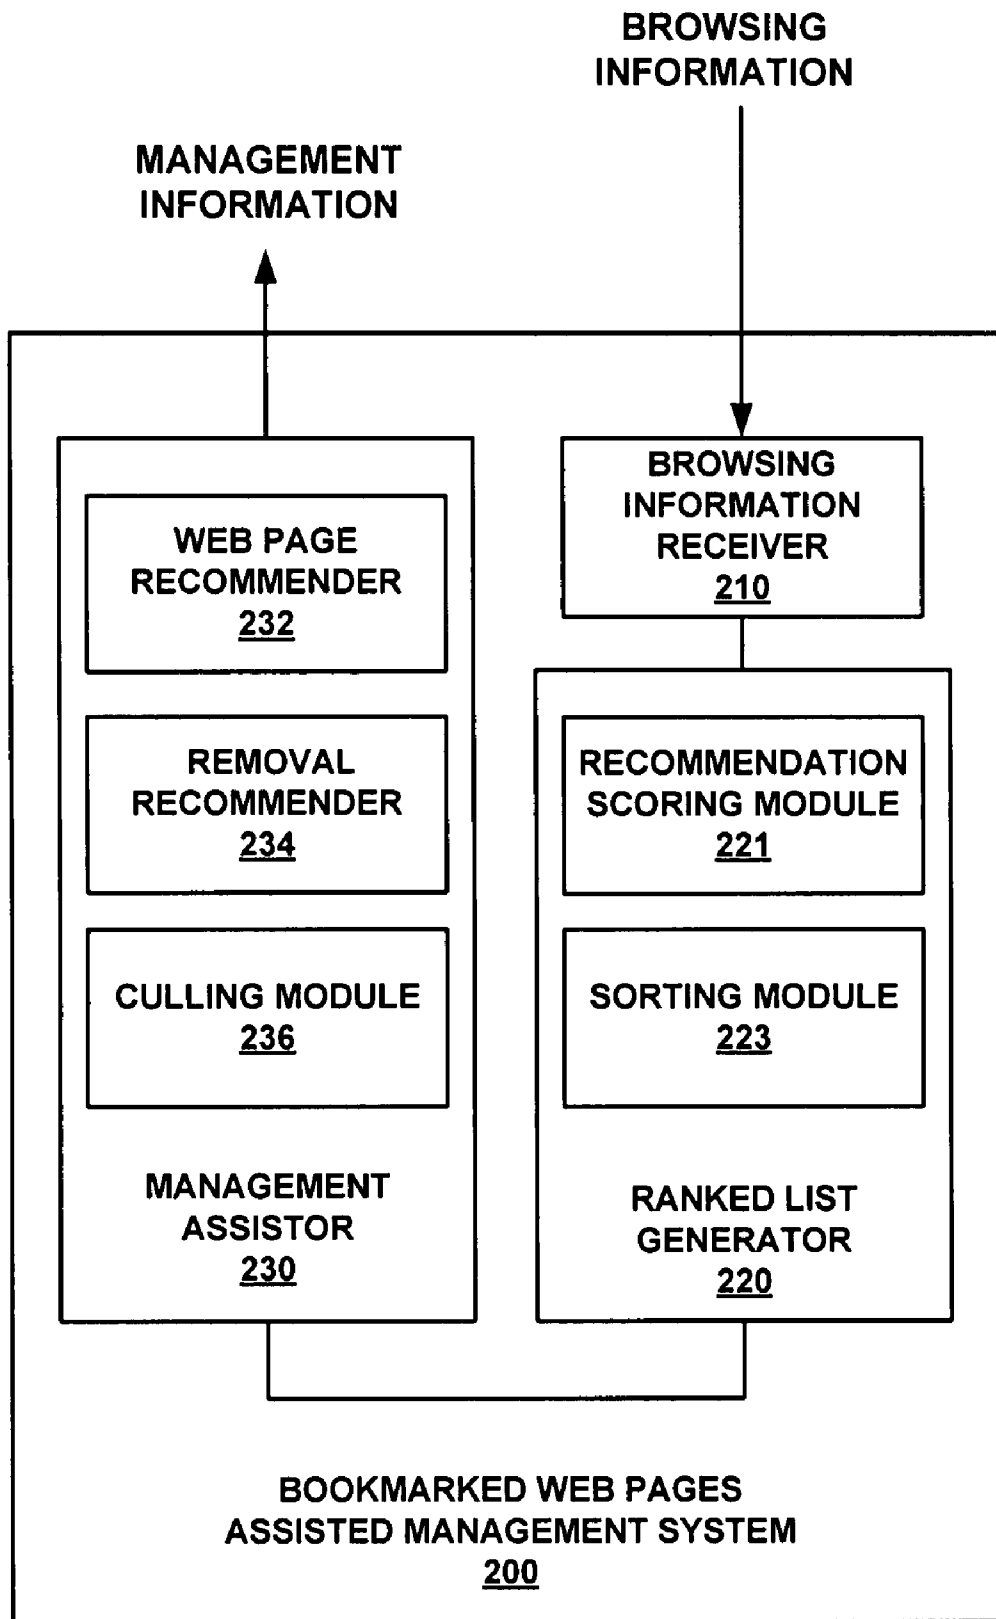 BROWSING
INFORMATION
MANAGEMENT
INFORMATION
WEB PAGE
RECOMMENDER
232
REMOVAL
RECOMMENDER
234
CULLING MODULE
236
MANAGEMENT
ASSISTOR
230
BROWSING
INFORMATION
RECEIVER
210
RECOMMENDATION
SCORING MODULE
221
SORTING MODULE
223
RANKED LIST
GENERATOR
220
BOOKMARKED WEB PAGES
ASSISTED MANAGEMENT SYSTEM
200